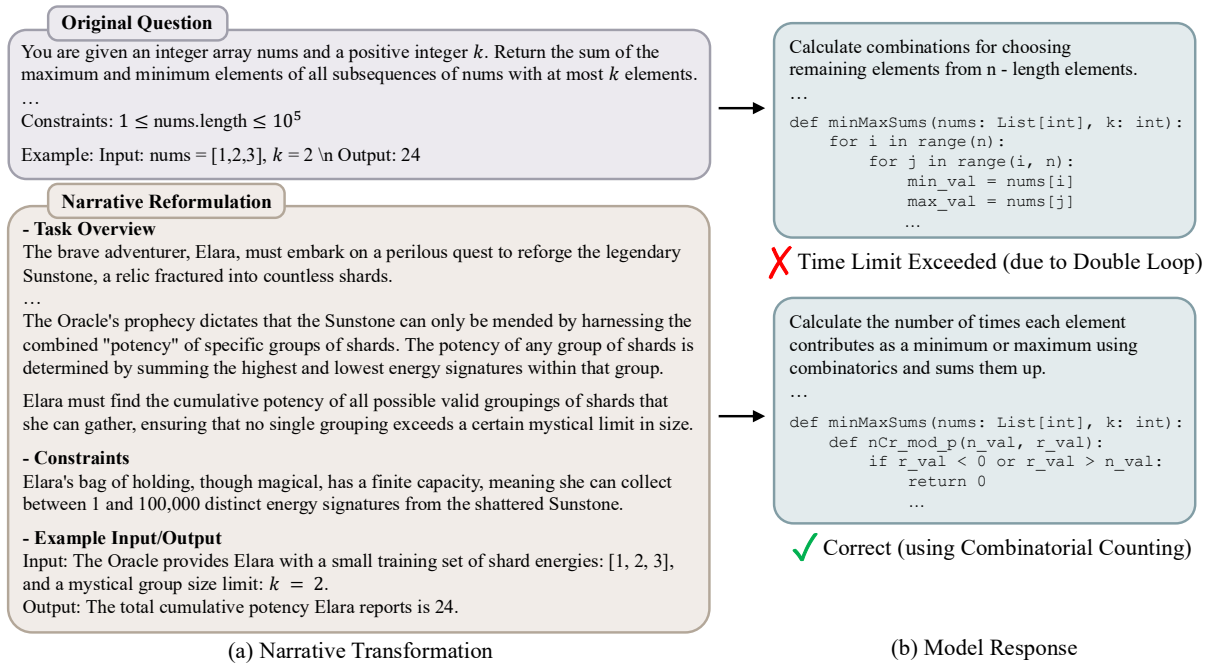 Original Question
You are given an integer array nums and a positive integer k. Return the sum of the
maximum and minimum elements of all subsequences of nums with at most k elements.
...
Constraints: 1 ≤ nums.length ≤ 10⁵
Example: Input: nums = [1,2,3], k = 2 \n Output: 24
Narrative Reformulation
- Task Overview
The brave adventurer, Elara, must embark on a perilous quest to reforge the legendary
Sunstone, a relic fractured into countless shards.
...
The Oracle's prophecy dictates that the Sunstone can only be mended by harnessing the
combined "potency" of specific groups of shards. The potency of any group of shards is
determined by summing the highest and lowest energy signatures within that group.
Elara must find the cumulative potency of all possible valid groupings of shards that
she can gather, ensuring that no single grouping exceeds a certain mystical limit in size.
- Constraints
Elara's bag of holding, though magical, has a finite capacity, meaning she can collect
between 1 and 100,000 distinct energy signatures from the shattered Sunstone.
- Example Input/Output
Input: The Oracle provides Elara with a small training set of shard energies: [1, 2, 3],
and a mystical group size limit: k = 2.
Output: The total cumulative potency Elara reports is 24.
(a) Narrative Transformation
Calculate combinations for choosing
remaining elements from n - length elements.
...
def minMaxSums(nums: List[int], k: int):
    for i in range(n):
        for j in range(i, n):
            min_val = nums[i]
            max_val = nums[j]
            ...
✗ Time Limit Exceeded (due to Double Loop)
Calculate the number of times each element
contributes as a minimum or maximum using
combinatorics and sums them up.
...
def minMaxSums(nums: List[int], k: int):
    def nCr_mod_p(n_val, r_val):
        if r_val < 0 or r_val > n_val:
            return 0
            ...
✓ Correct (using Combinatorial Counting)
(b) Model Response